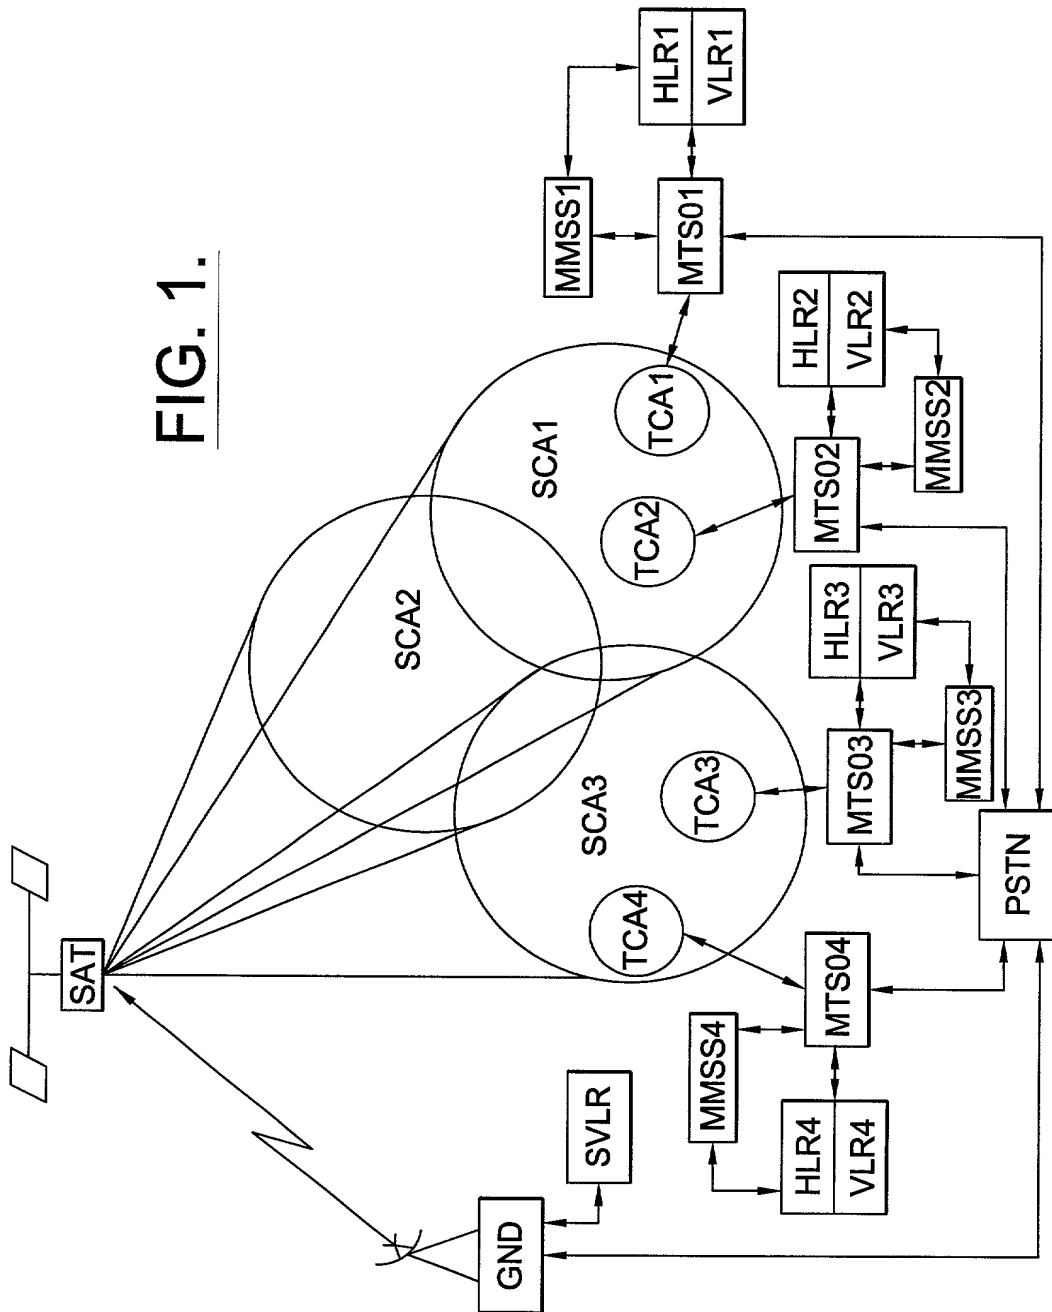 FIG. 1.
SAT
SCA2
SCA1
SCA3
TCA1
TCA2
TCA3
TCA4
MMSS1
HLR1
VLR1
MTS01
HLR2
VLR2
MTS02
MMSS2
HLR3
VLR3
MTS03
MMSS3
MMSS4
MTS04
HLR4
VLR4
SVLR
GND
PSTN